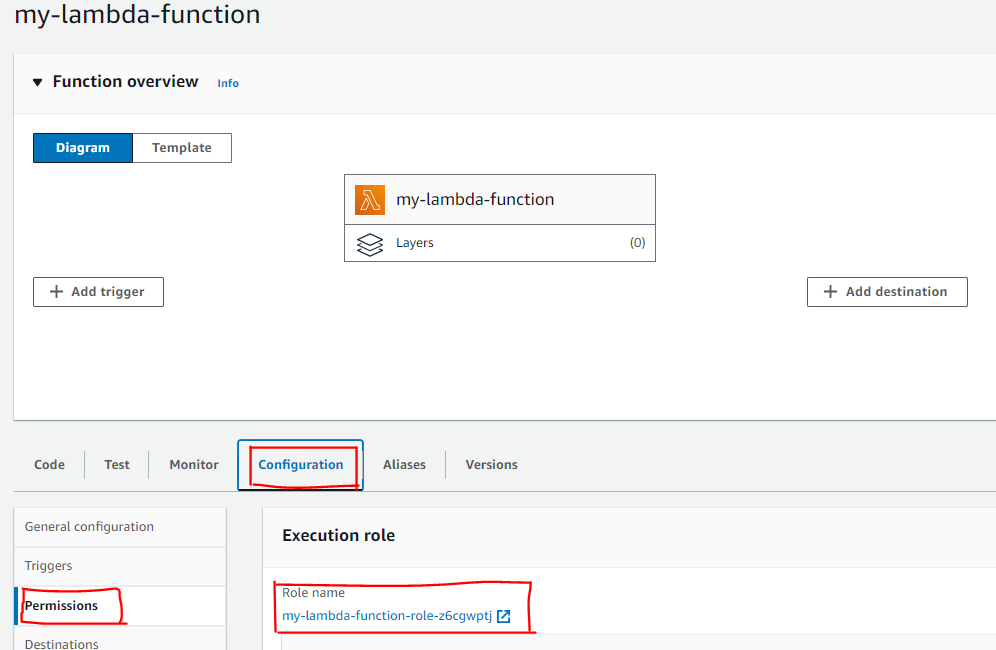 my-lambda-function
Function overview Info
Diagram Template
my-lambda-function
Layers (0)
Add trigger Add destination
Code Test Monitor Configuration Aliases Versions
General configuration
Triggers
Permissions
Destinations
Execution role
Role name
my-lambda-function-role-z6cgwptj